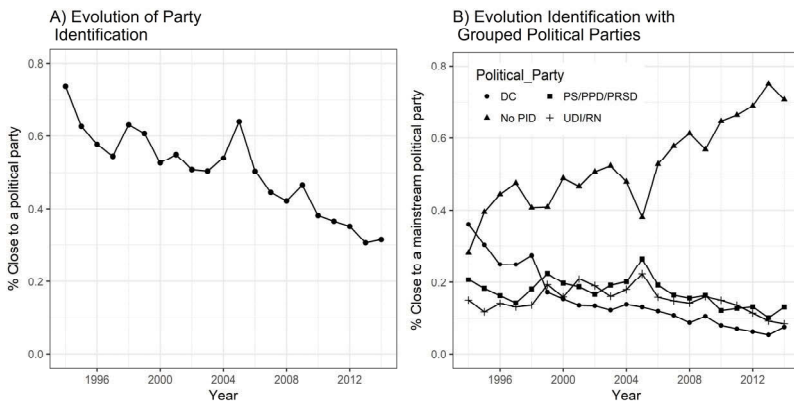 A) Evolution of Party
Identification
% Close to a political party
0.8
0.6
0.4
0.2
0.0
1996 2000 2004 2008 2012
Year
B) Evolution Identification with
Grouped Political Parties
% Close to a mainstream political party
0.8
0.6
0.4
0.2
0.0
Political_Party
DC PS/PPD/PRSD
No PID UDI/RN
1996 2000 2004 2008 2012
Year